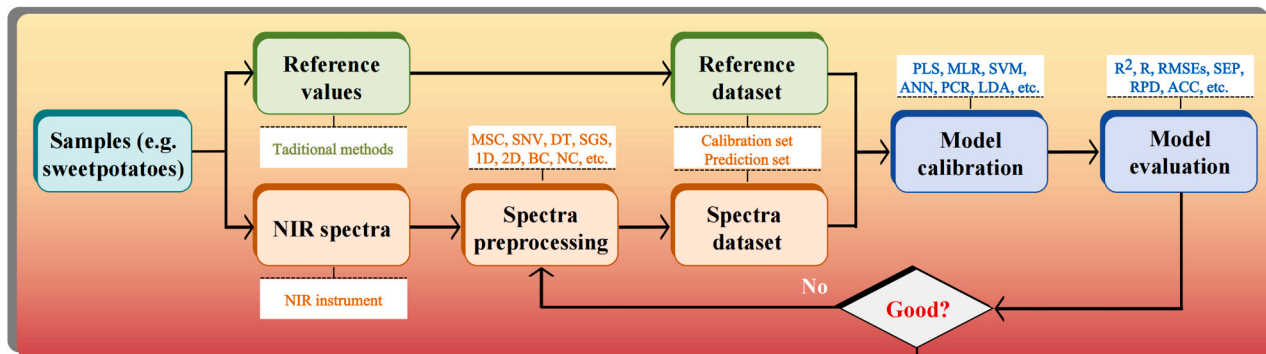 Reference
values
Reference
dataset
PLS, MLR, SVM,
ANN, PCR, LDA, etc.
R², R, RMSEs, SEP,
RPD, ACC, etc.
Samples (e.g.
sweetpotatoes)
Taditional methods
MSC, SNV, DT, SGS,
1D, 2D, BC, NC, etc.
Calibration set
Prediction set
Model
calibration
Model
evaluation
NIR spectra
Spectra
preprocessing
Spectra
dataset
NIR instrument
No
Good?